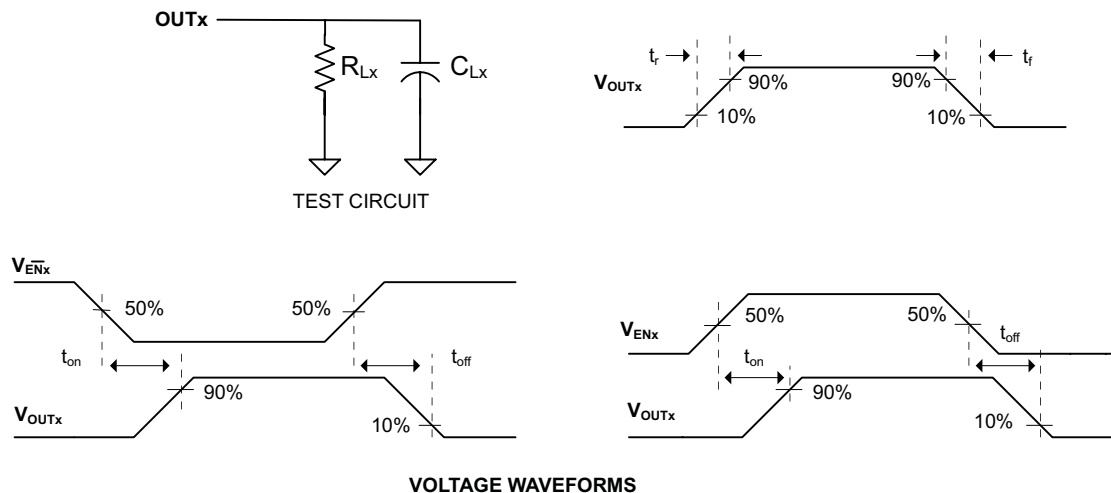 OUTx
RLx
CLx
TEST CIRCUIT
tr
tf
VOUTx
90%
90%
10%
10%
VE̅N̅x
50%
50%
ton
toff
90%
VOUTx
10%
50%
50%
VENx
toff
ton
90%
VOUTx
10%
VOLTAGE WAVEFORMS